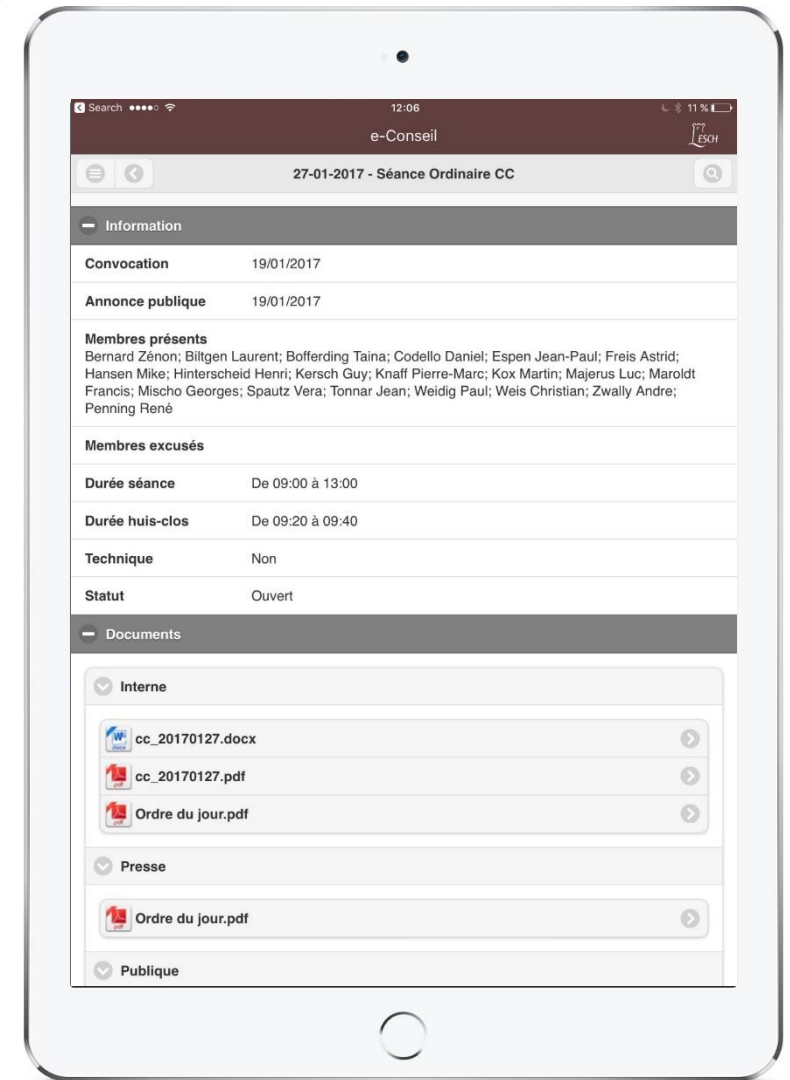 Search 12:06 11 %
e-Conseil ESCH
27-01-2017 - Séance Ordinaire CC
Information
Convocation 19/01/2017
Annonce publique 19/01/2017
Membres présents
Bernard Zénon; Biltgen Laurent; Bofferding Taina; Codello Daniel; Espen Jean-Paul; Freis Astrid;
Hansen Mike; Hinterscheid Henri; Kersch Guy; Knaff Pierre-Marc; Kox Martin; Majerus Luc; Maroldt
Francis; Mischo Georges; Spautz Vera; Tonnar Jean; Weidig Paul; Weis Christian; Zwally Andre;
Penning René
Membres excusés
Durée séance De 09:00 à 13:00
Durée huis-clos De 09:20 à 09:40
Technique Non
Statut Ouvert
Documents
Interne
W docx cc_20170127.docx
pdf cc_20170127.pdf
pdf Ordre du jour.pdf
Presse
pdf Ordre du jour.pdf
Publique